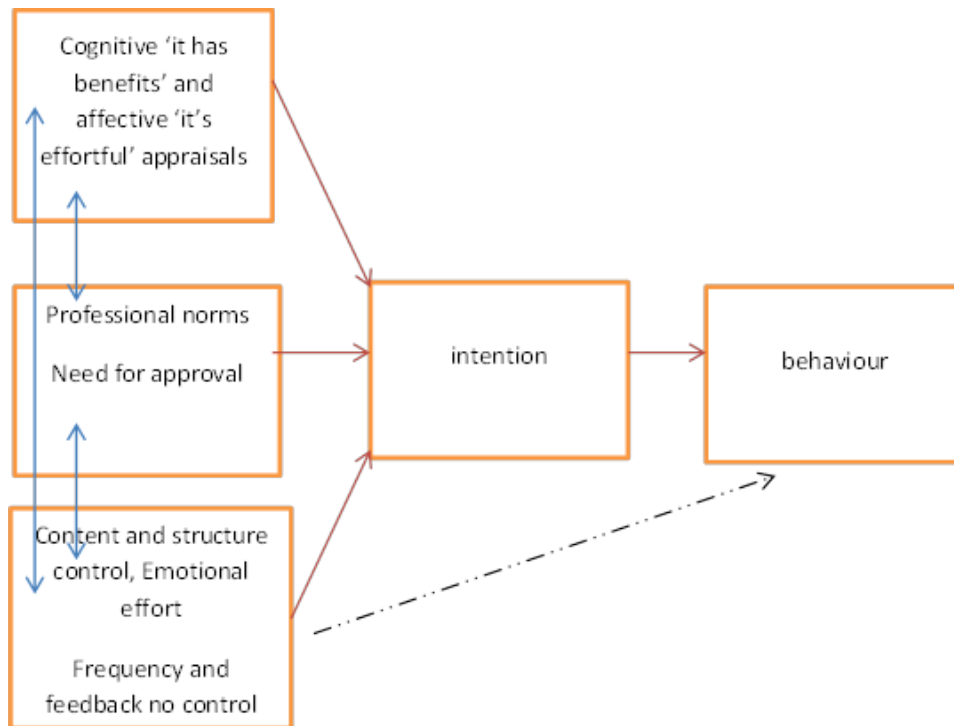 Cognitive ‘it has
benefits’ and
affective ‘it’s
effortful’ appraisals
Professional norms
Need for approval
Content and structure
control, Emotional
effort
Frequency and
feedback no control
intention
behaviour